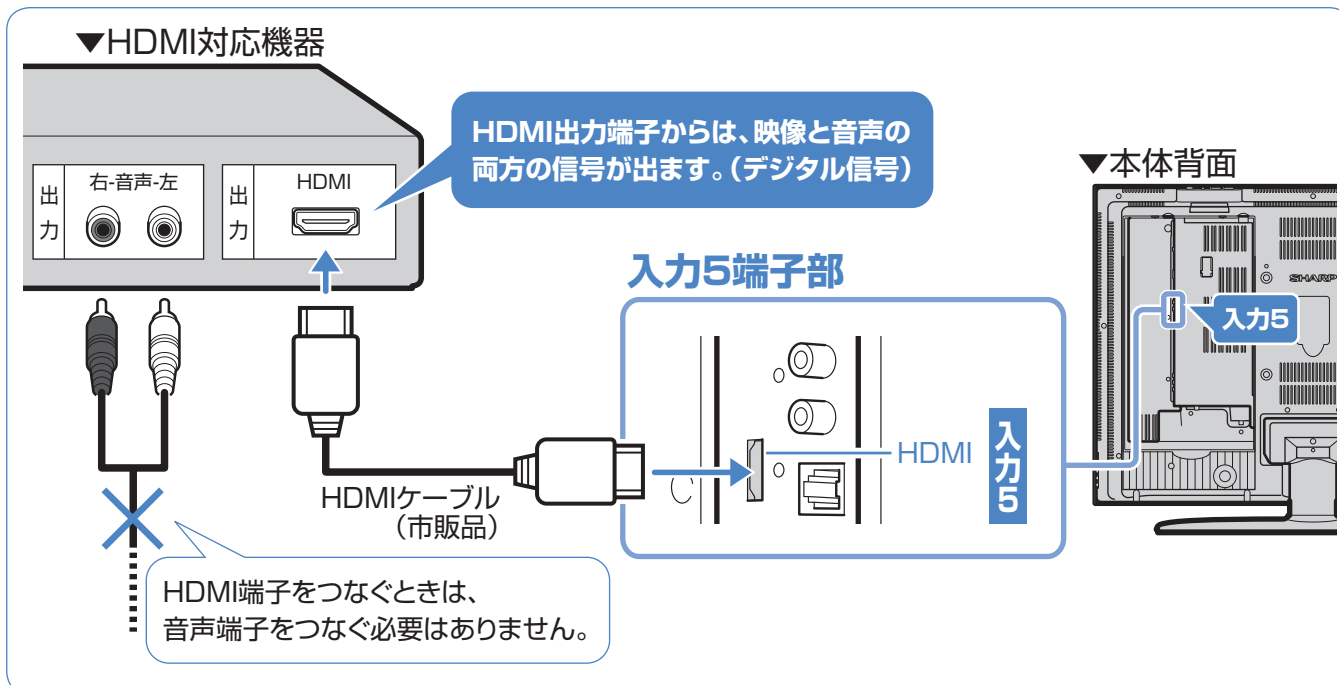 ▼HDMI対応機器
HDMI出力端子からは、映像と音声の
両方の信号が出ます。(デジタル信号)
出力
右-音声-左
出力
HDMI
▼本体背面
SHARP
入力5
入力5端子部
HDMI
入力5
HDMIケーブル
(市販品)
HDMI端子をつなぐときは、
音声端子をつなぐ必要はありません。